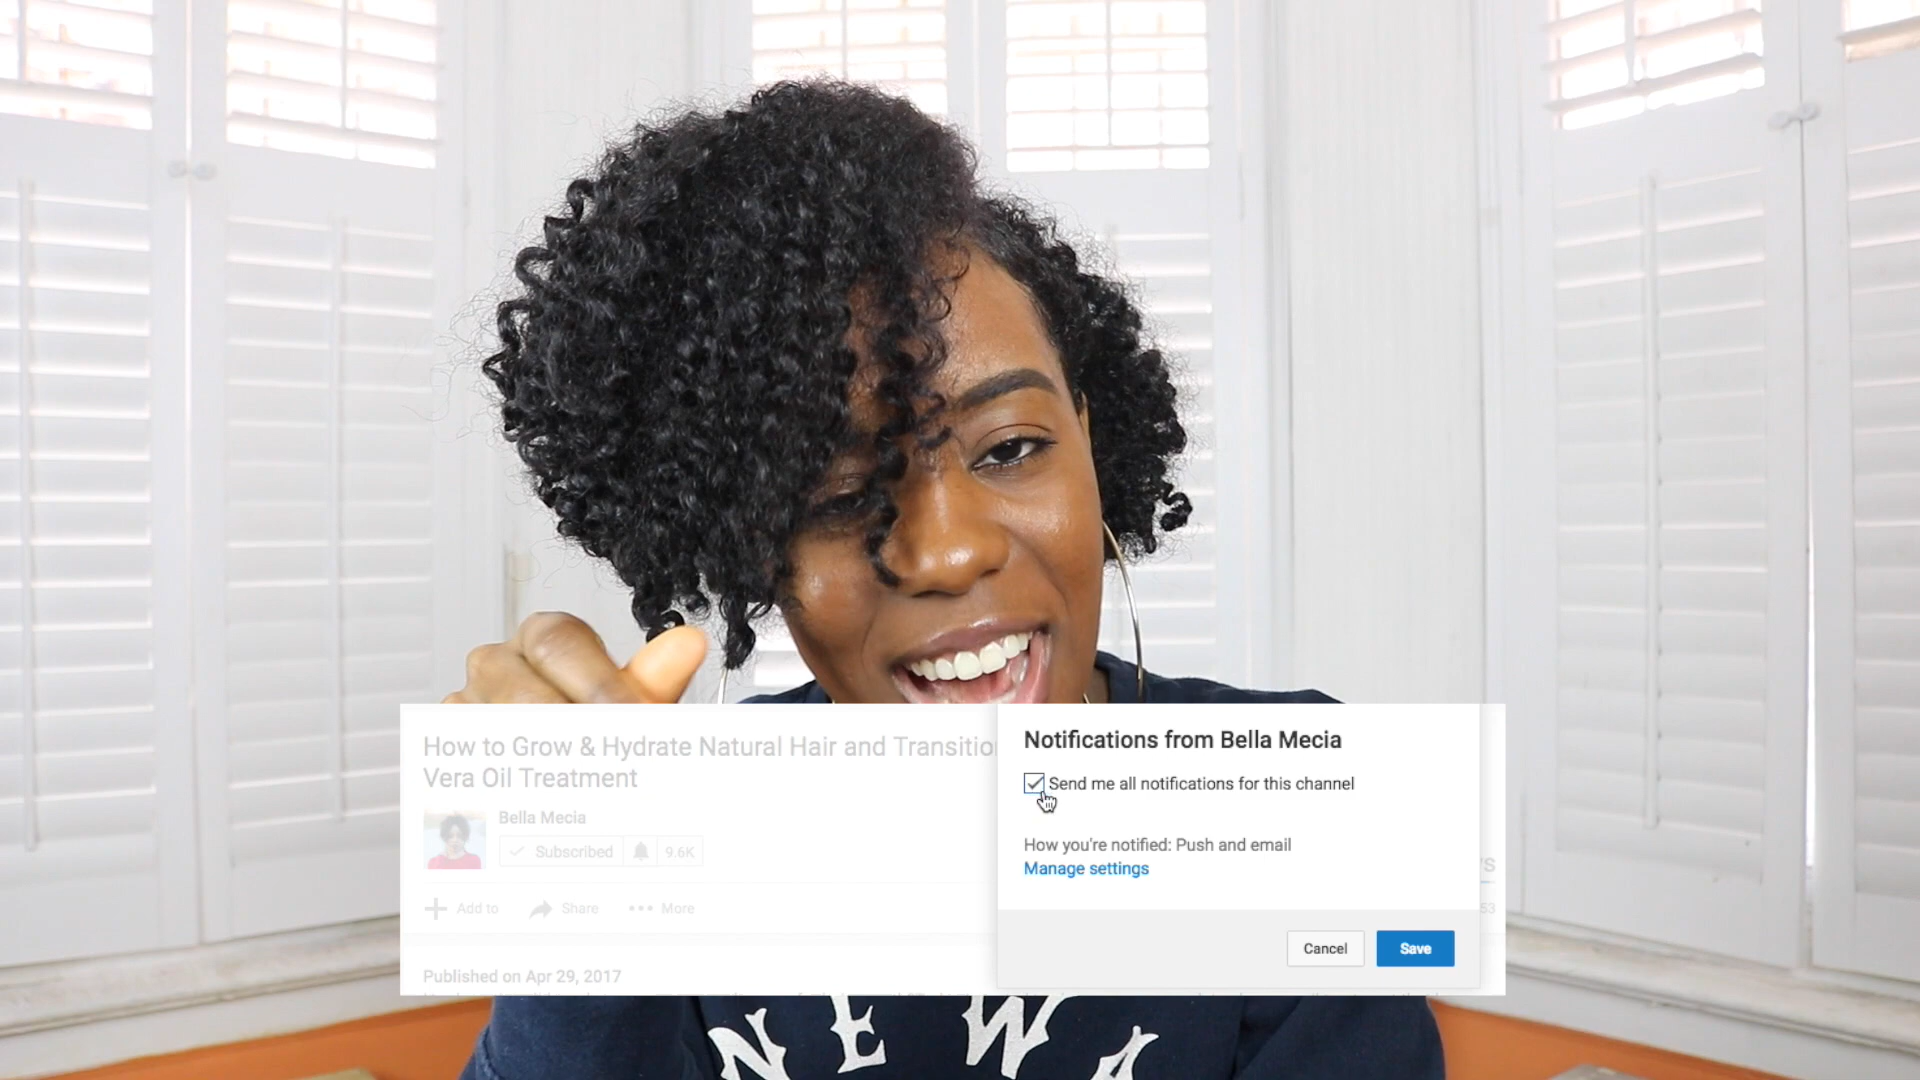 How to Grow & Hydrate Natural Hair and
Vera Oil Treatment
Bella Mecia
Subscribed
9.6K
Add to
Share
More
Published on Apr 29, 2017
Notifications from Bella Mecia
Send me all notifications for this channel
How you're notified: Push and email
Manage settings
Cancel
Save
53
NEW